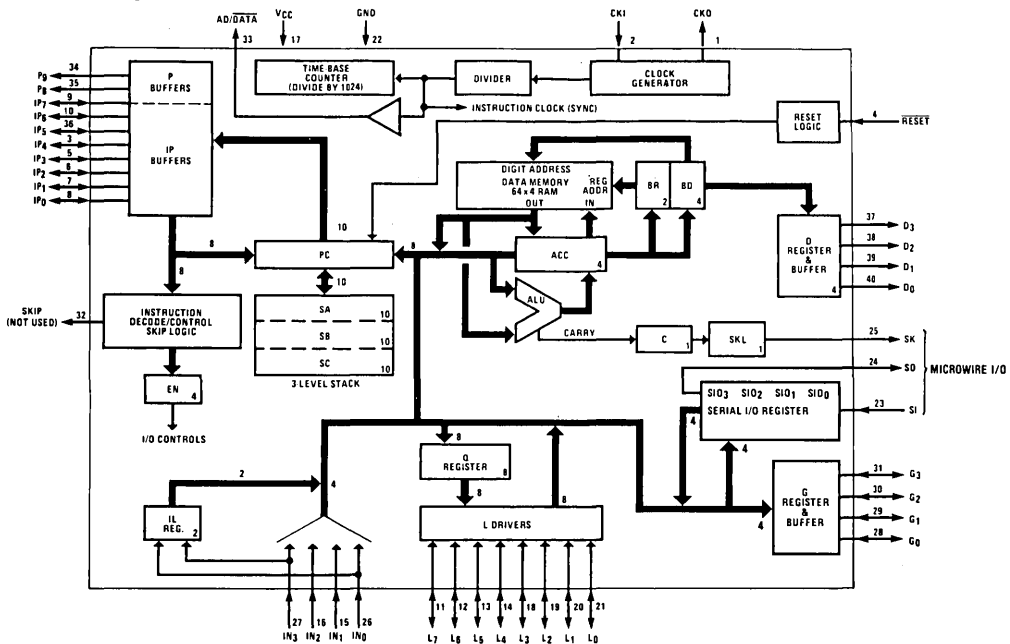 AD/DATA
VCC
GND
CKI
CKO
33
17
22
2
1
P9 34
P8 35
IP7 9
IP6 10
IP5 36
IP4 3
IP3 5
IP2 6
IP1 7
IP0 8
P
BUFFERS
IP
BUFFERS
TIME BASE
COUNTER
(DIVIDE BY 1024)
DIVIDER
CLOCK
GENERATOR
INSTRUCTION CLOCK (SYNC)
RESET
LOGIC
4
RESET
DIGIT ADDRESS
DATA MEMORY
64 x 4 RAM
OUT
REG
ADDR
IN
BR
2
BD
4
D
REGISTER
&
BUFFER
4
37 D3
38 D2
39 D1
40 D0
8
8
10
PC
8
10
ACC
4
ALU
CARRY
C
1
SKL
1
SKIP
(NOT USED)
32
INSTRUCTION
DECODE/CONTROL
SKIP LOGIC
SA
10
SB
10
SC
10
3-LEVEL STACK
EN
4
I/O CONTROLS
25 SK
24 SO
23 SI
MICROWIRE I/O
SIO3 SIO2 SIO1 SIO0
SERIAL I/O REGISTER
4
4
4
G
REGISTER
&
BUFFER
31 G3
30 G2
29 G1
28 G0
8
Q
REGISTER
8
8
8
L DRIVERS
2
4
IL
REG.
2
27 16 15 26
IN3 IN2 IN1 IN0
11 12 13 14 18 19 20 21
L7 L6 L5 L4 L3 L2 L1 L0